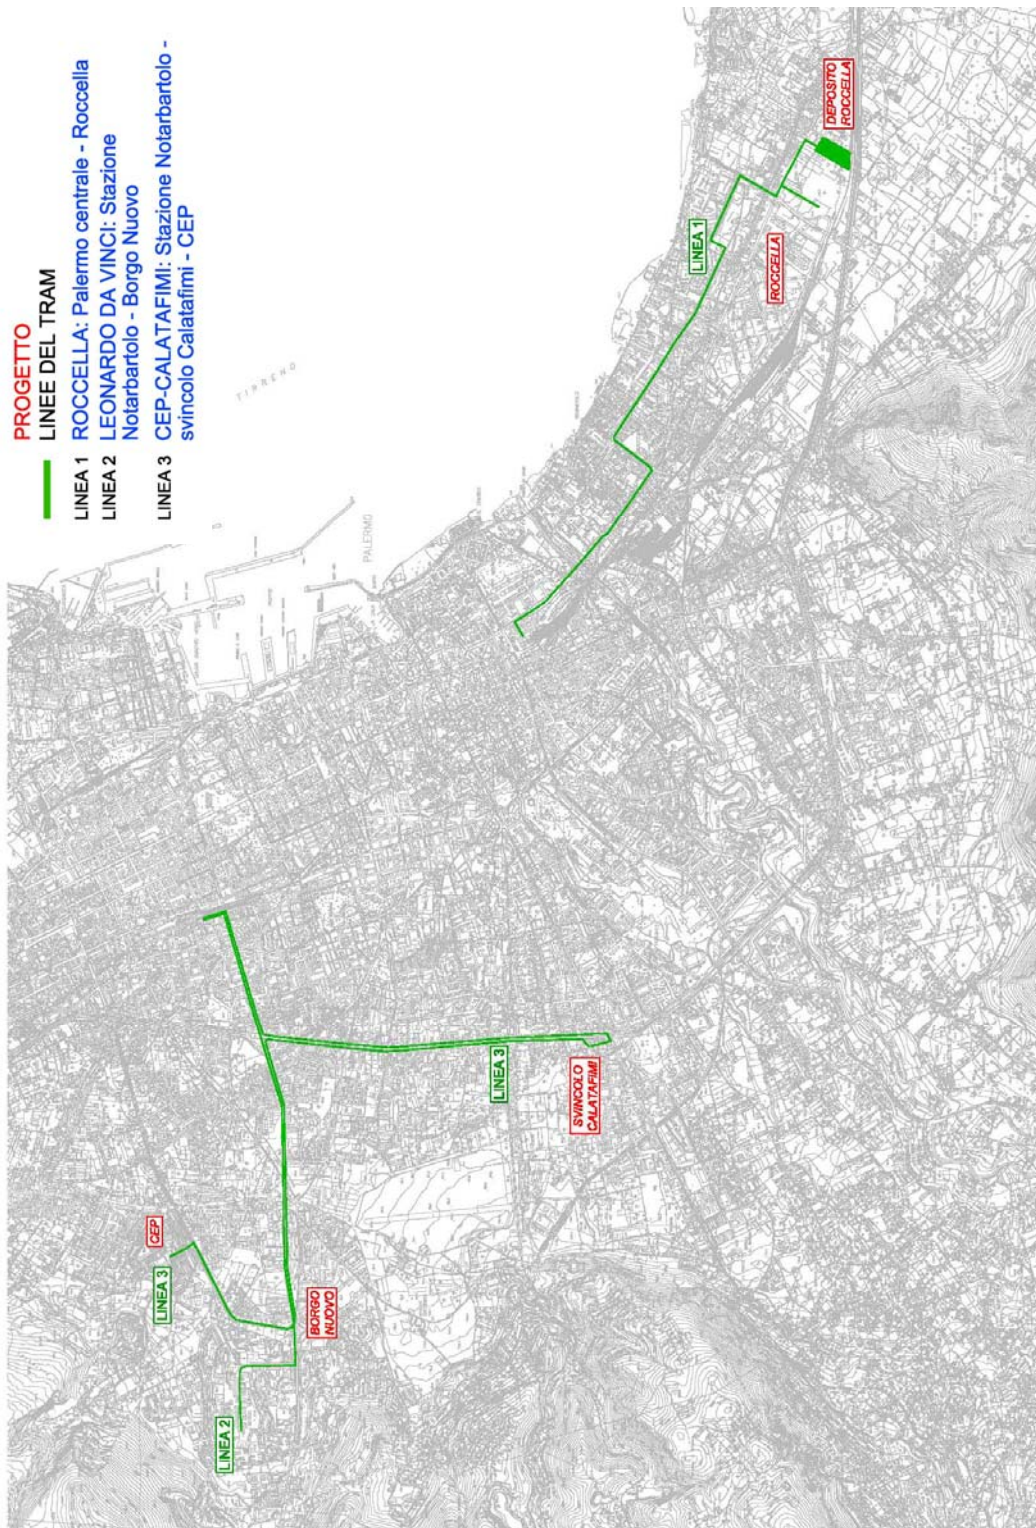 PROGETTO
LINEE DEL TRAM
LINEA 1 ROCCELLA: Palermo centrale - Roccella
LINEA 2 LEONARDO DA VINCI: Stazione
Notarbartolo - Borgo Nuovo
LINEA 3 CEP-CALATAFIMI: Stazione Notarbartolo -
svincolo Calatafimi - CEP
TIPRENO
PALERMO
LINEA 2
LINEA 3
CEP
BORGO
NUOVO
LINEA 3
SVINCOLO
CALATAFIMI
LINEA 1
ROCCELLA
DEPOSITO
ROCCELLA